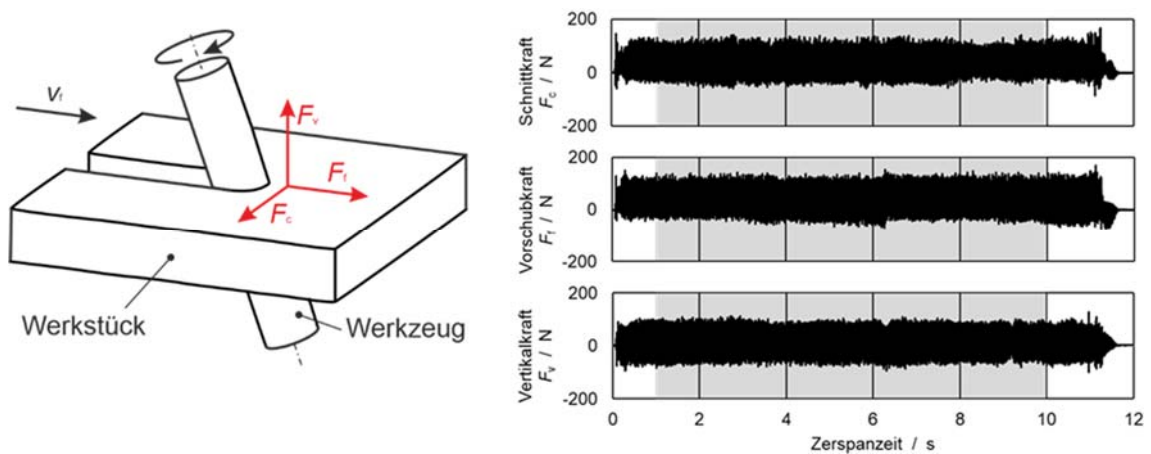 v_f
F_v
F_f
F_c
Werkstück
Werkzeug
Schnittkraft
F_c / N
200
0
-200
Vorschubkraft
F_f / N
200
0
-200
Vertikalkraft
F_v / N
200
0
-200
0 2 4 6 8 10 12
Zerspanzeit / s